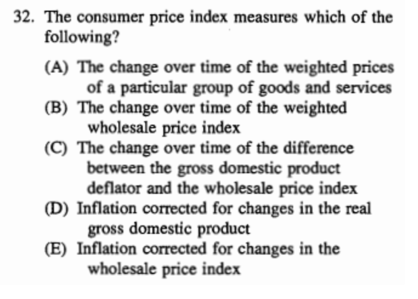 32. The consumer price index measures which of the
following?
(A) The change over time of the weighted prices
of a particular group of goods and services
(B) The change over time of the weighted
wholesale price index
(C) The change over time of the difference
between the gross domestic product
deflator and the wholesale price index
(D) Inflation corrected for changes in the real
gross domestic product
(E) Inflation corrected for changes in the
wholesale price index